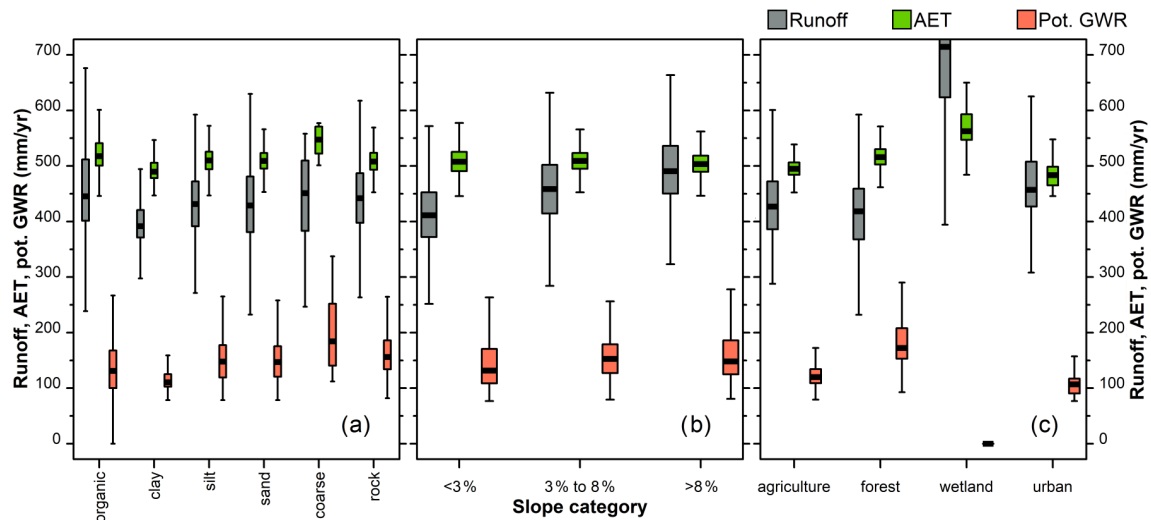 Runoff AET Pot. GWR
700 700
600 600
500 500
400 400
300 300
200 200
100 100
0 0
Runoff, AET, pot. GWR (mm/yr)
Runoff, AET, pot. GWR (mm/yr)
(a) (b) (c)
organic clay silt sand coarse rock
<3% 3% to 8% >8%
agriculture forest wetland urban
Slope category